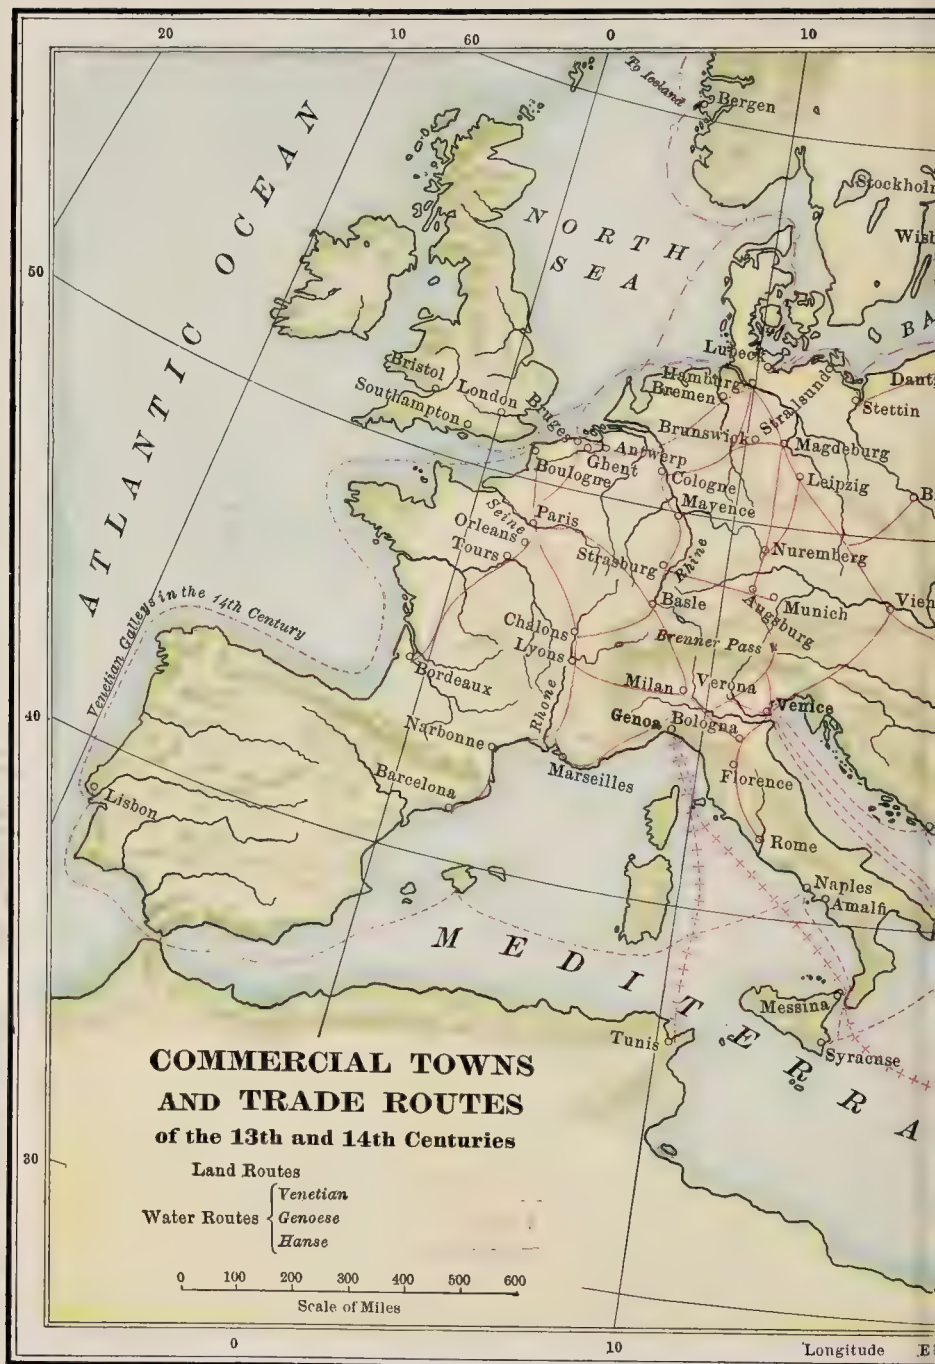 20
10
60
0
10
To Iceland
Bergen
ATLANTIC OCEAN
NORTH
SEA
Stockhol
Wisb
50
O BA
Lubeck
Bristol
London
Southampton
Hamburg
Bremen
Stralsund
Dant
Stettin
Bruges
Brunswick
Magdeburg
Antwerp
Ghent
Boulogne
Cologne
Leipzig
Mayence
B
Seine
Paris
Orleans
Tours
Strasburg
Rhine
Nuremberg
Venetian Galleys in the 14th Century
Basle
Augsburg
Munich
Vien
Chalons
Lyons
Brenner Pass
Bordeaux
Milan
Verona
Venice
40
Rhone
Genoa
Bologna
Narbonne
Marseilles
Florence
Barcelona
Lisbon
Rome
Naples
Amalfi
MEDITERRA
Messina
Tunis
Syracuse
COMMERCIAL TOWNS
AND TRADE ROUTES
of the 13th and 14th Centuries
30
Land Routes
Water Routes
Venetian
Genoese
Hanse
0 100 200 300 400 500 600
Scale of Miles
0
10
Longitude E